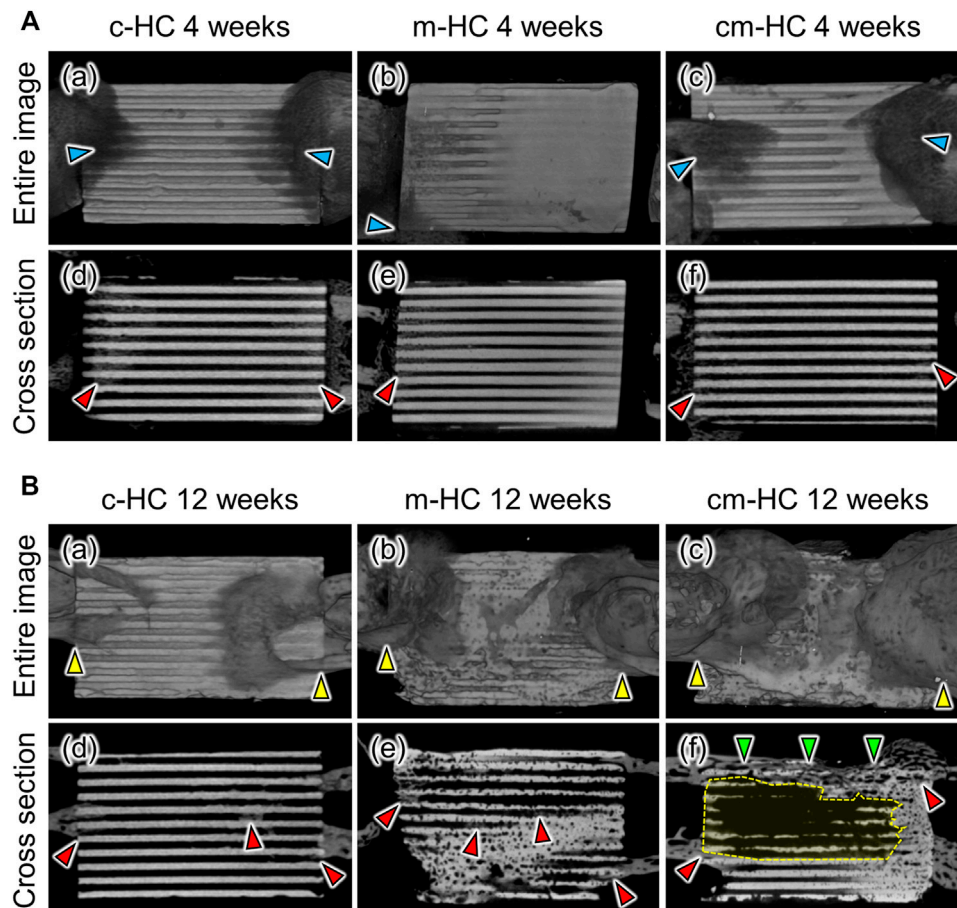 A
c-HC 4 weeks
m-HC 4 weeks
cm-HC 4 weeks
Entire image
(a)
(b)
(c)
Cross section
(d)
(e)
(f)
B
c-HC 12 weeks
m-HC 12 weeks
cm-HC 12 weeks
Entire image
(a)
(b)
(c)
Cross section
(d)
(e)
(f)